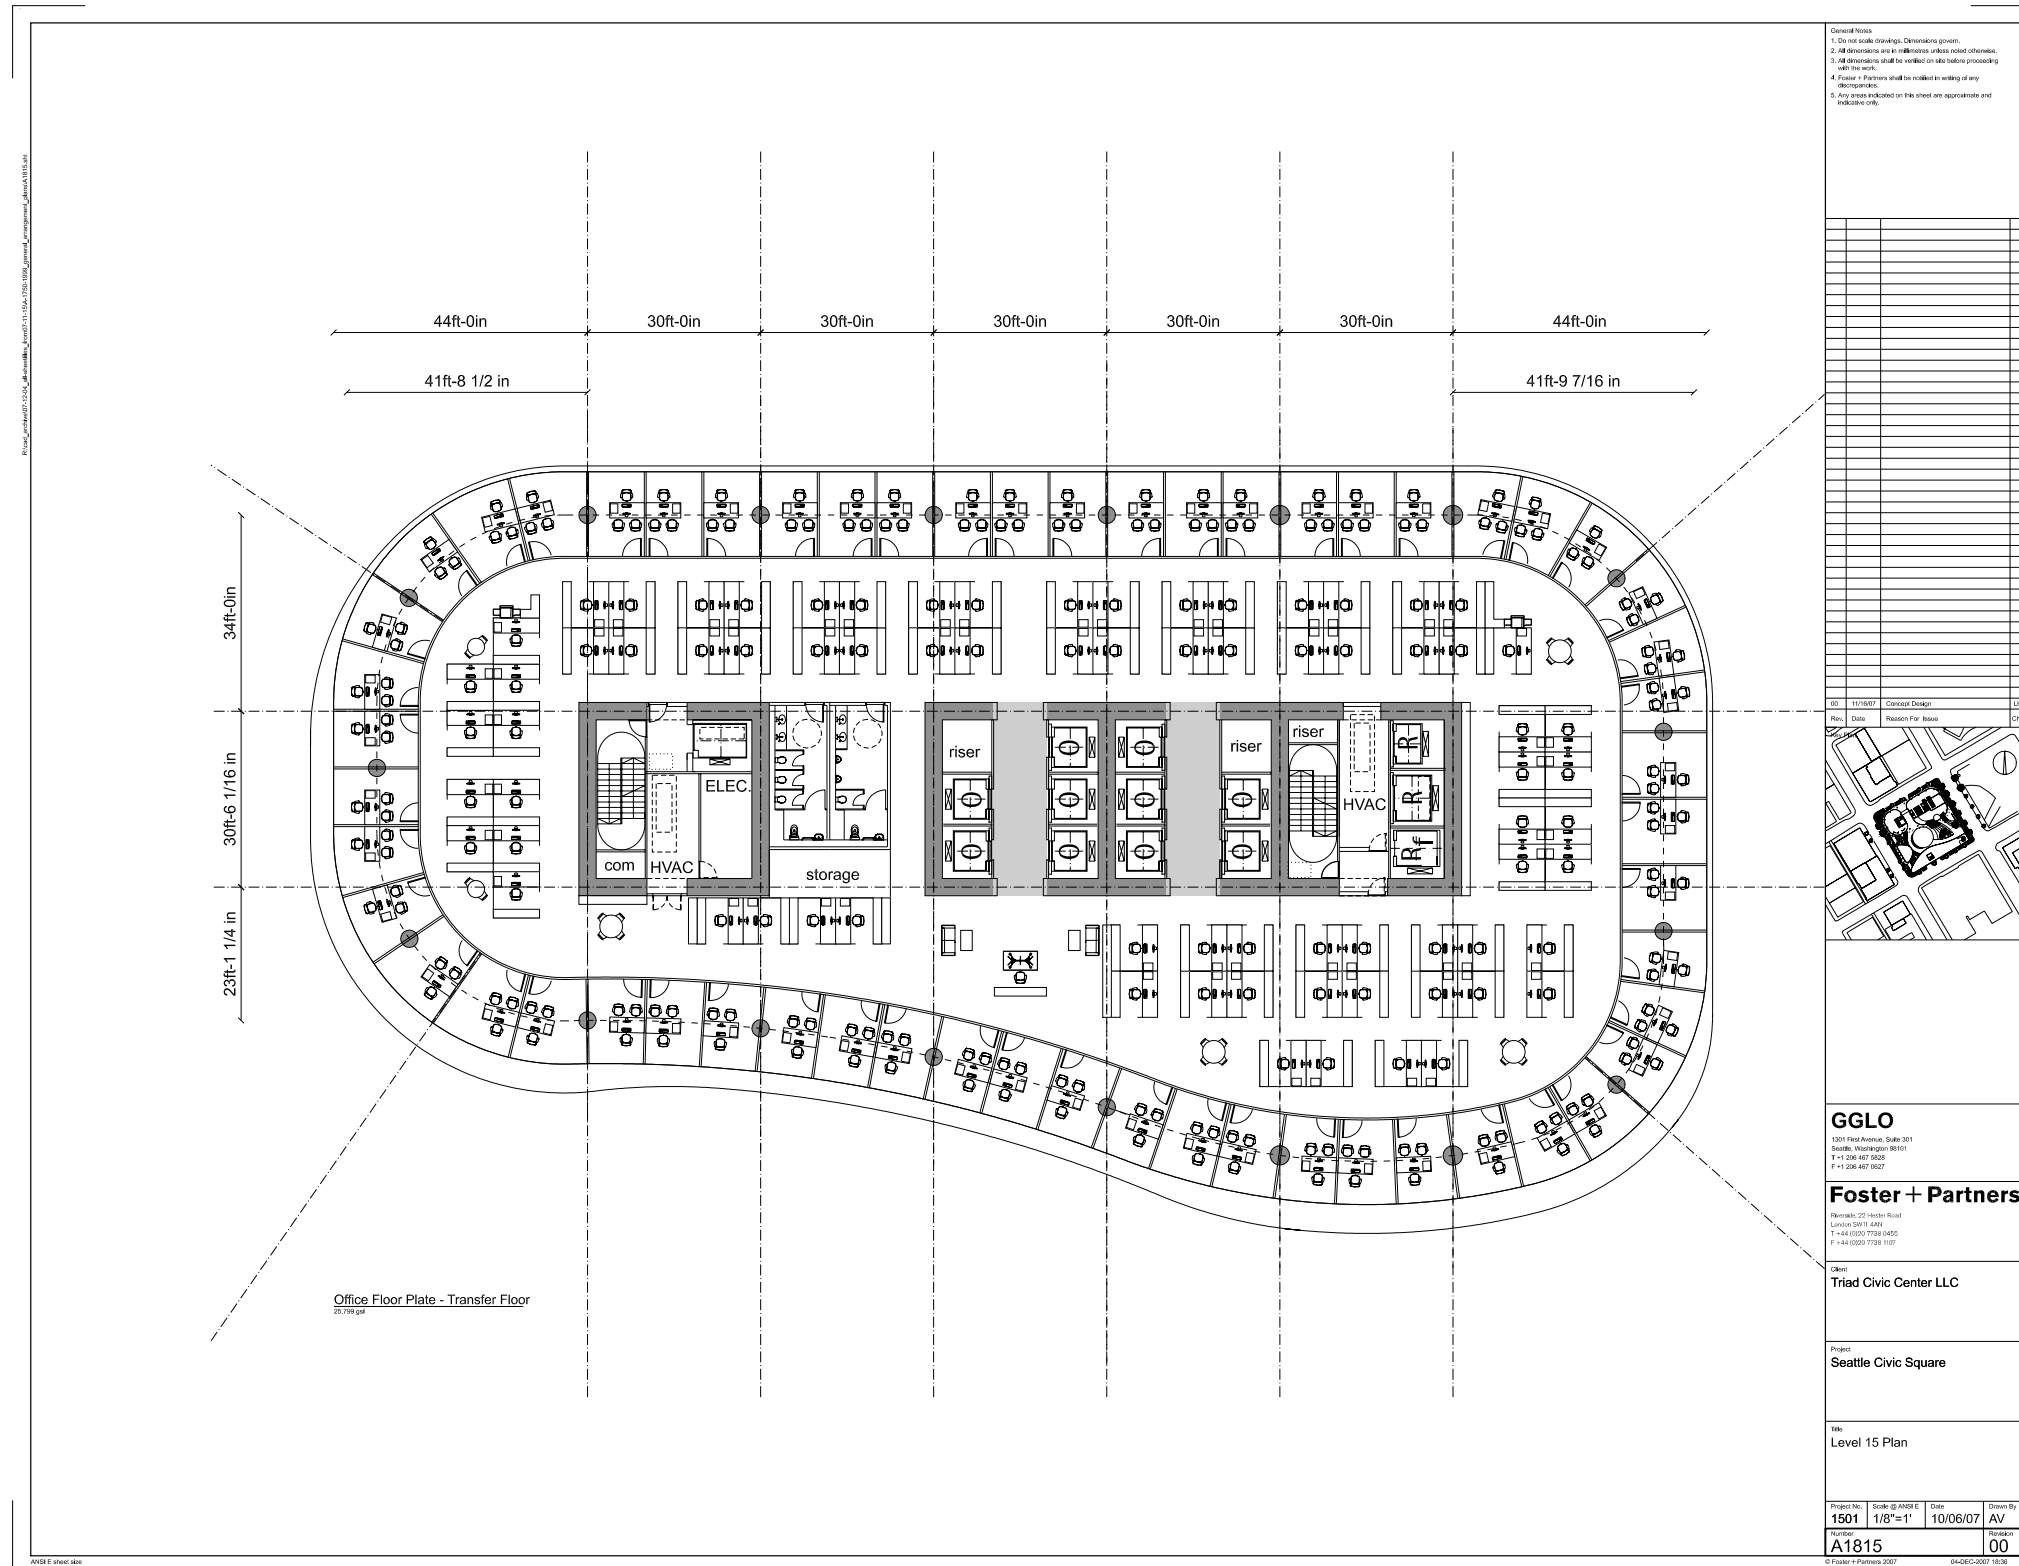 General Notes
1. Do not scale drawings. Dimensions govern.
2. All dimensions are in millimetres unless noted otherwise.
3. All dimensions shall be verified on site before proceeding
with the work.
4. Foster + Partners shall be notified in writing of any
discrepancies.
5. Any areas indicated on this sheet are approximate and
indicative only.
44ft-0in
30ft-0in
30ft-0in
30ft-0in
30ft-0in
30ft-0in
44ft-0in
41ft-8 1/2 in
41ft-9 7/16 in
34ft-0in
30ft-6 1/16 in
23ft-1 1/4 in
ELEC.
com
HVAC
storage
riser
riser
riser
HVAC
O
O
O
O
O
O
O
O
O
O
R
R
Rf
Office Floor Plate - Transfer Floor
25,799 gsf
00 11/16/07 Concept Design
Rev. Date Reason For Issue
Key Plan
GGLO
1301 First Avenue, Suite 301
Seattle, Washington 98101
T +1 206 467 5828
F +1 206 467 0627
Foster + Partners
Riverside, 22 Hester Road
London SW11 4AN
T +44 (0)20 7738 0455
F +44 (0)20 7738 1107
Client
Triad Civic Center LLC
Project
Seattle Civic Square
Title
Level 15 Plan
Project No. Scale @ ANSI E Date Drawn By
1501 1/8"=1' 10/06/07 AV
Number Revision
A1815 00
ANSI E sheet size
© Foster + Partners 2007 04-DEC-2007 18:36